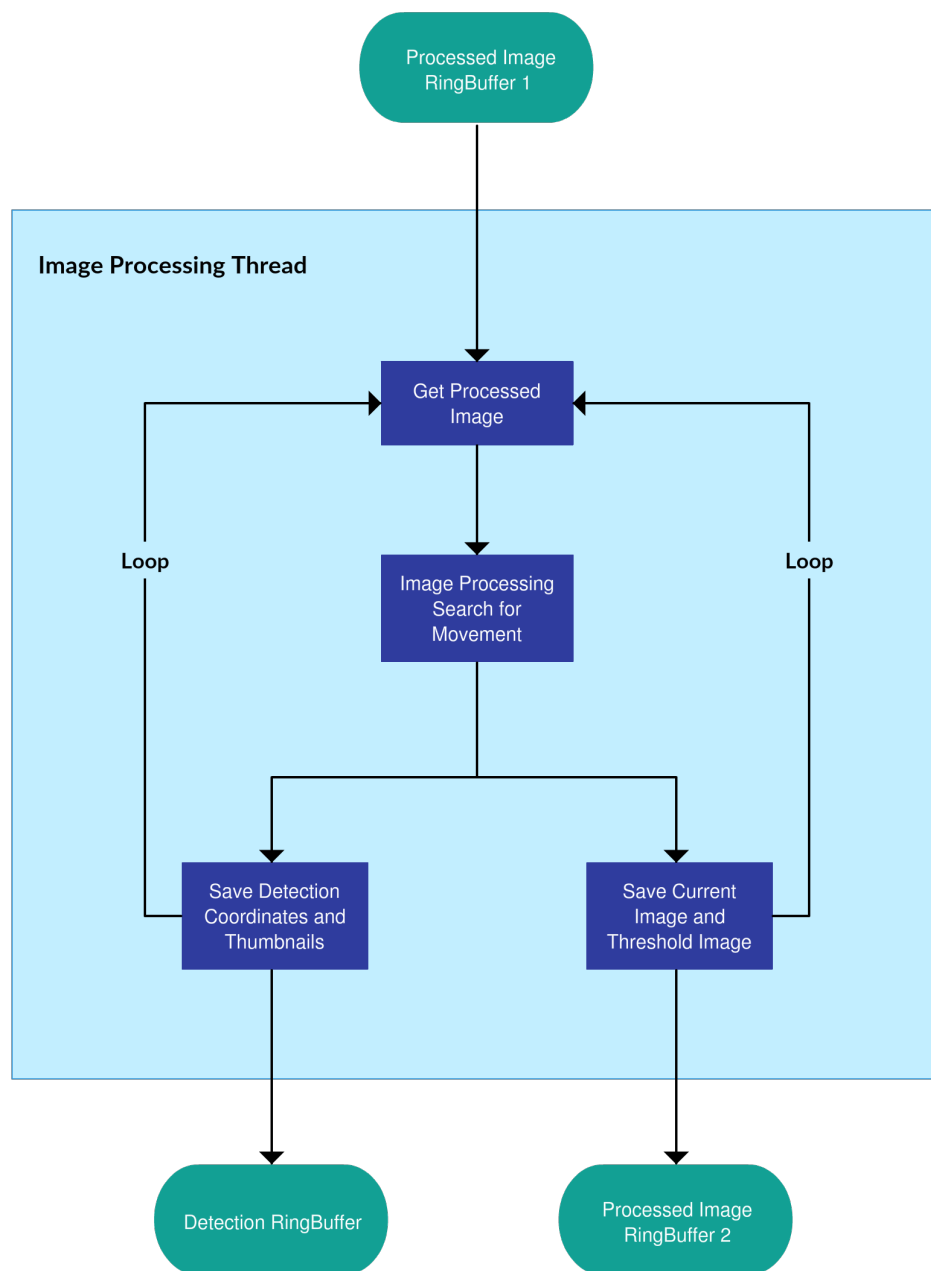 Processed Image
RingBuffer 1
Image Processing Thread
Get Processed
Image
Loop
Loop
Image Processing
Search for
Movement
Save Detection
Coordinates and
Thumbnails
Save Current
Image and
Threshold Image
Detection RingBuffer
Processed Image
RingBuffer 2